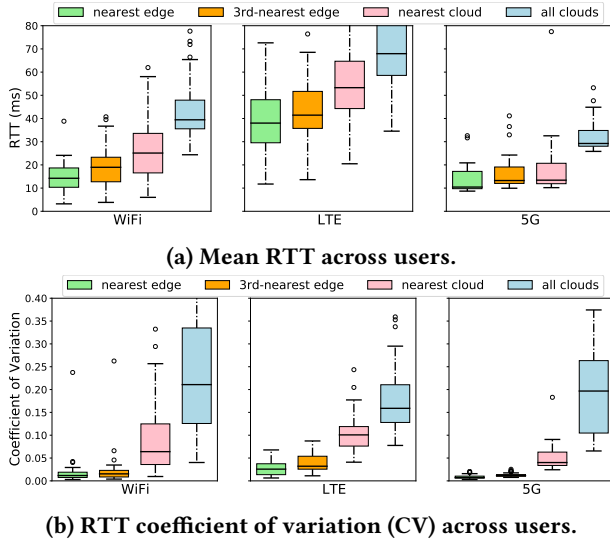 nearest edge 3rd-nearest edge nearest cloud all clouds
RTT (ms)
80
70
60
50
40
30
20
10
0
WiFi LTE 5G
(a) Mean RTT across users.
nearest edge 3rd-nearest edge nearest cloud all clouds
Coefficient of Variation
0.40
0.35
0.30
0.25
0.20
0.15
0.10
0.05
0.00
WiFi LTE 5G
(b) RTT coefficient of variation (CV) across users.